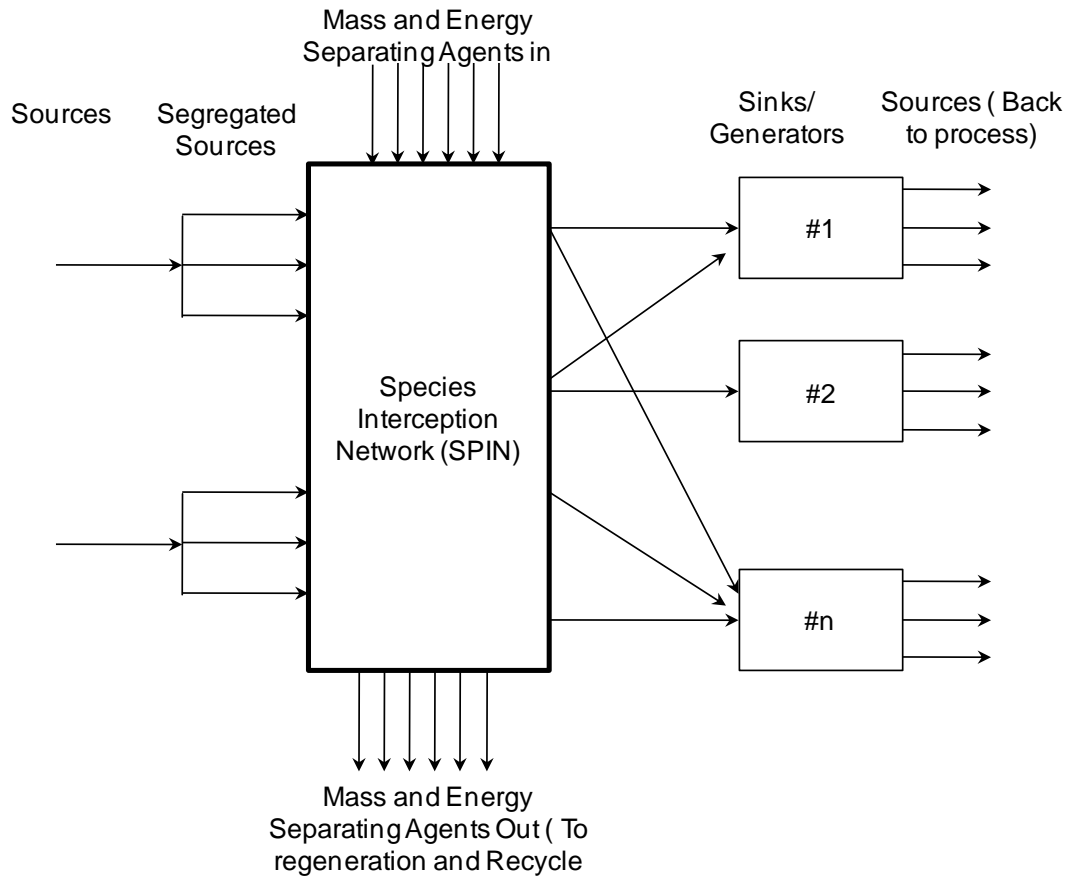 Mass and Energy
Separating Agents in
Sources
Segregated
Sources
Sinks/
Generators
Sources ( Back
to process)
#1
Species
Interception
Network (SPIN)
#2
#n
Mass and Energy
Separating Agents Out ( To
regeneration and Recycle